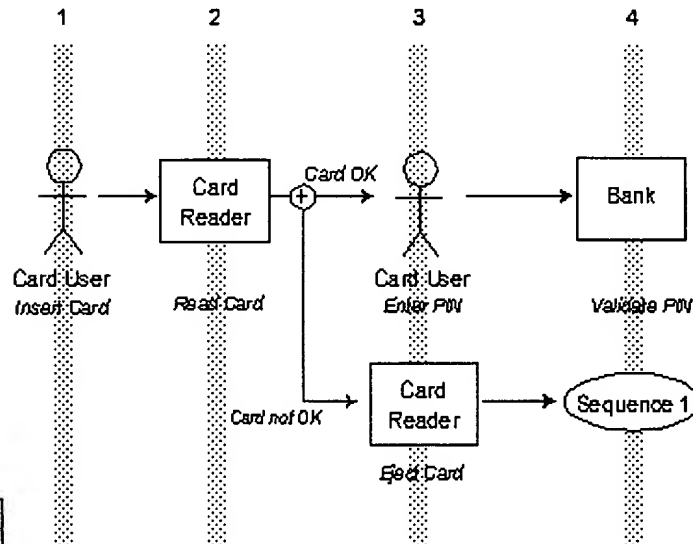 1
2
3
4
Card OK
Card
Reader
Bank
Card User
Insert Card
Read Card
Card User
Enter PIN
Validate PIN
Card not OK
Card
Reader
Sequence 1
Eject Card